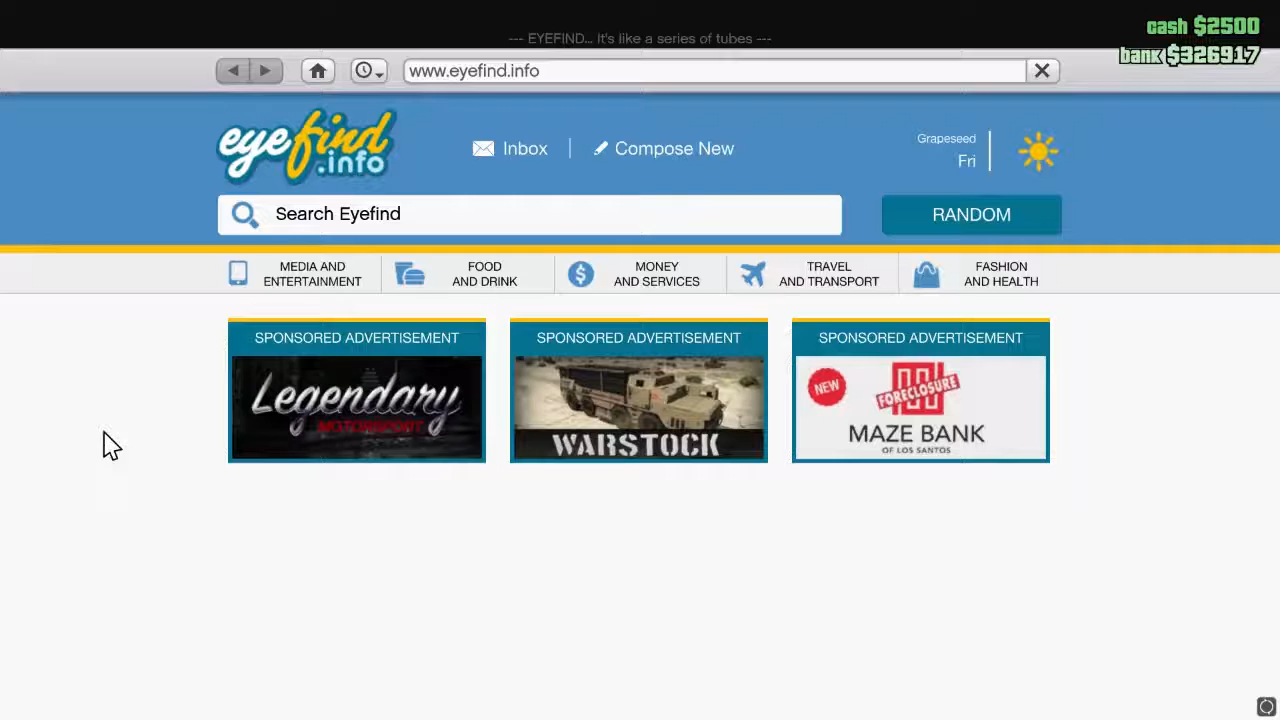 cash $2500
--- EYEFIND... It's like a series of tubes ---
bank $326917
www.eyefind.info
eyefind
.info
Inbox
Compose New
Grapeseed
Fri
Search Eyefind
RANDOM
MEDIA AND
ENTERTAINMENT
FOOD
AND DRINK
MONEY
AND SERVICES
TRAVEL
AND TRANSPORT
FASHION
AND HEALTH
SPONSORED ADVERTISEMENT
Legendary
MOTORSPORT
SPONSORED ADVERTISEMENT
WARSTOCK
SPONSORED ADVERTISEMENT
NEW
FORECLOSURE
MAZE BANK
OF LOS SANTOS